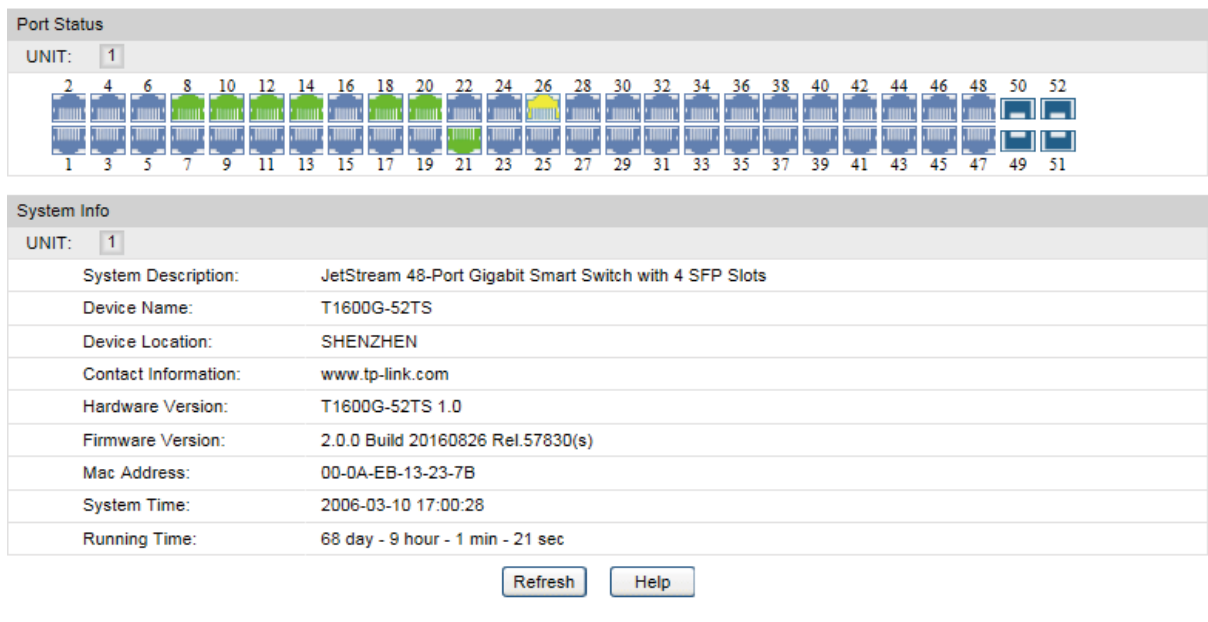 Port Status
UNIT: 1
2 4 6 8 10 12 14 16 18 20 22 24 26 28 30 32 34 36 38 40 42 44 46 48 50 52
1 3 5 7 9 11 13 15 17 19 21 23 25 27 29 31 33 35 37 39 41 43 45 47 49 51
System Info
UNIT: 1
System Description: JetStream 48-Port Gigabit Smart Switch with 4 SFP Slots
Device Name: T1600G-52TS
Device Location: SHENZHEN
Contact Information: www.tp-link.com
Hardware Version: T1600G-52TS 1.0
Firmware Version: 2.0.0 Build 20160826 Rel.57830(s)
Mac Address: 00-0A-EB-13-23-7B
System Time: 2006-03-10 17:00:28
Running Time: 68 day - 9 hour - 1 min - 21 sec
Refresh Help